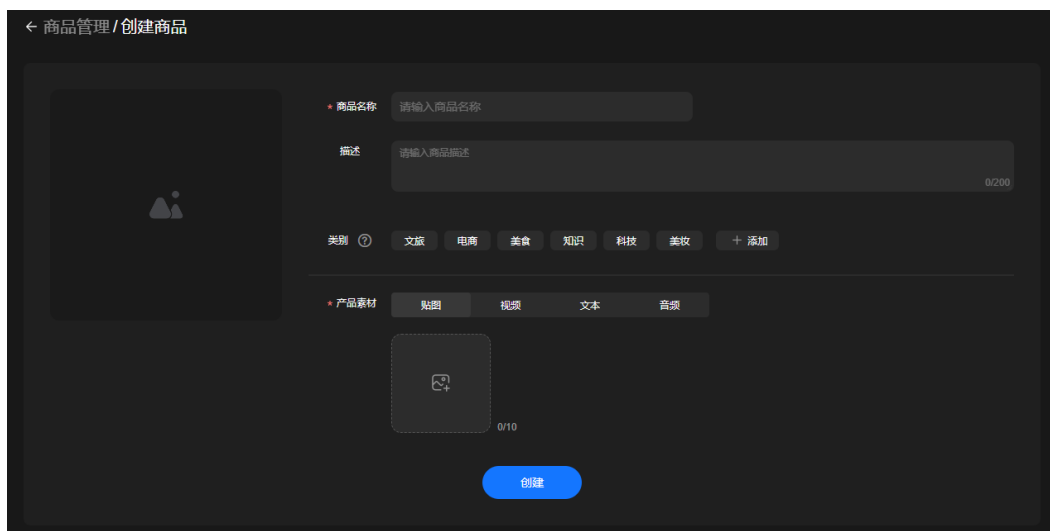 ← 商品管理 / 创建商品
* 商品名称 请输入商品名称
描述 请输入商品描述
0/200
类别 ? 文旅 电商 美食 知识 科技 美妆 + 添加
* 产品素材 贴图 视频 文本 音频
0/10
创建